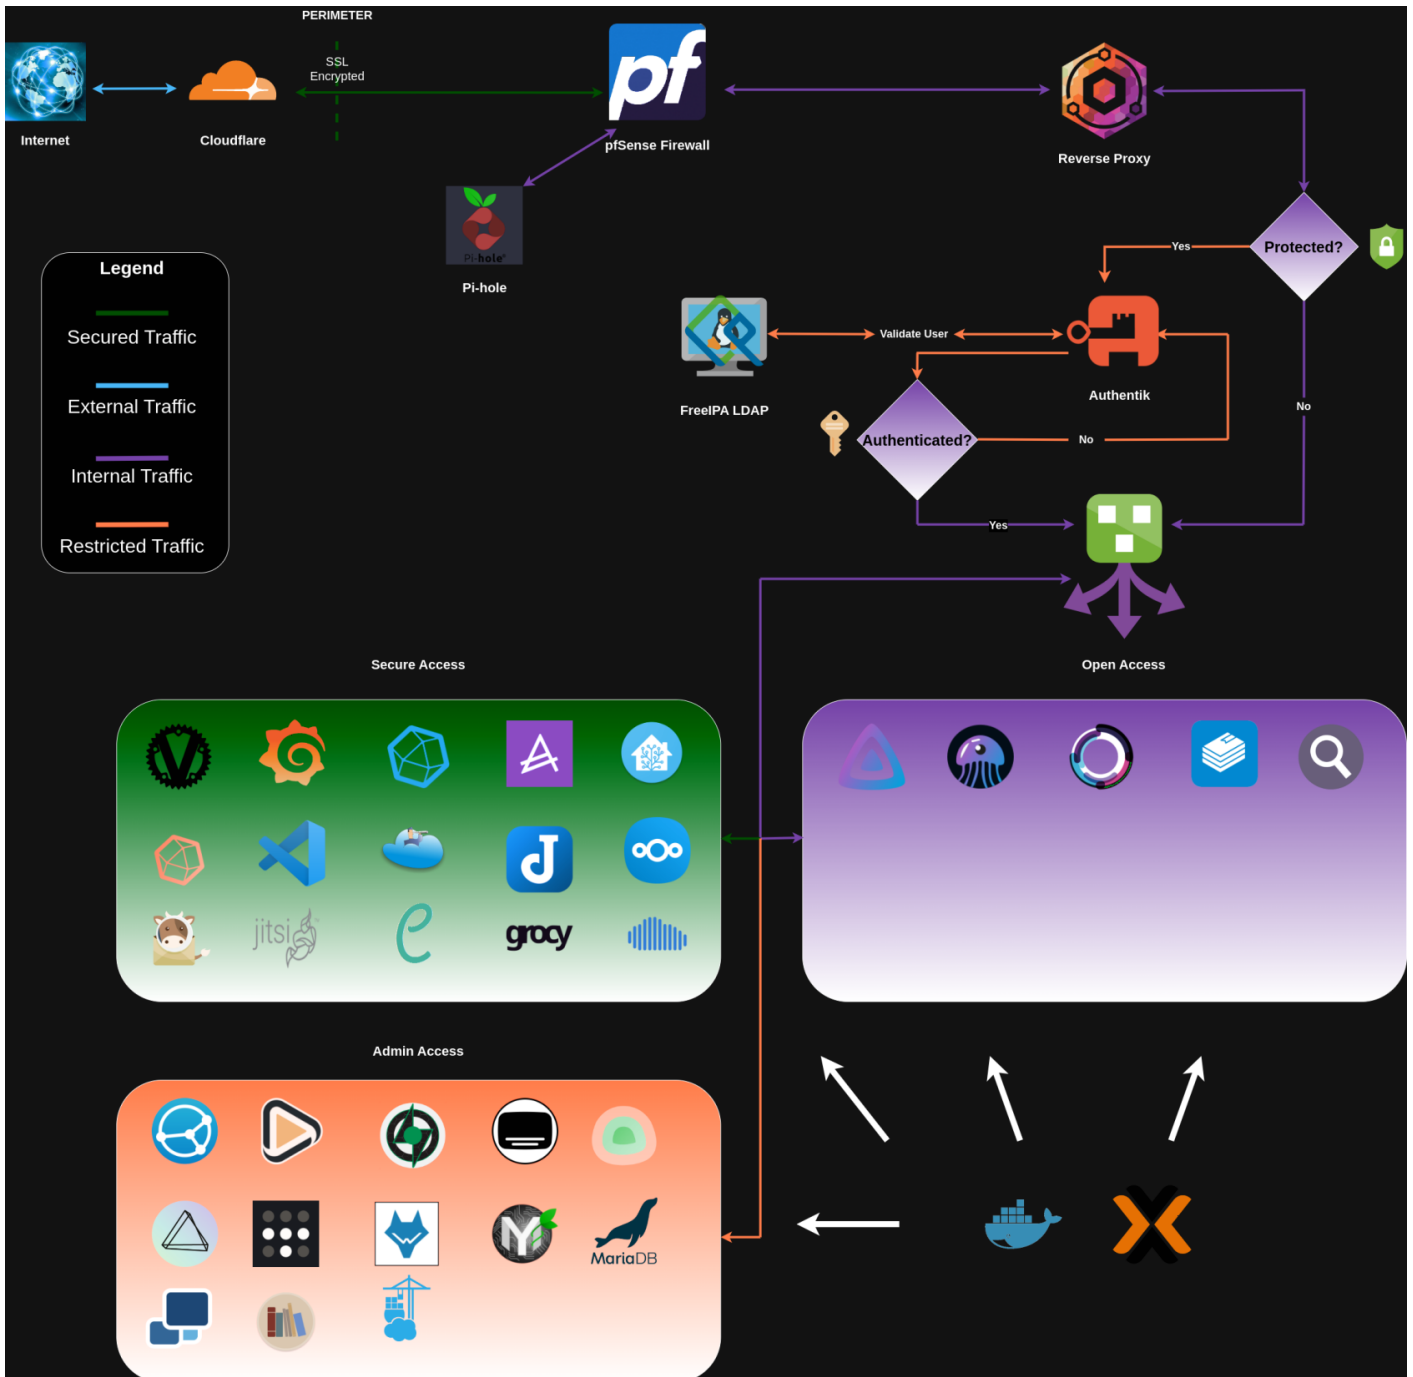 PERIMETER
SSL
Encrypted
Internet
Cloudflare
pfSense Firewall
Reverse Proxy
pf
Pi-hole®
Pi-hole
Legend
Secured Traffic
External Traffic
Internal Traffic
Restricted Traffic
Protected?
Yes
No
Validate User
FreeIPA LDAP
Authentik
Authenticated?
No
Yes
Secure Access
Open Access
jitsi
grocy
Admin Access
MariaDB